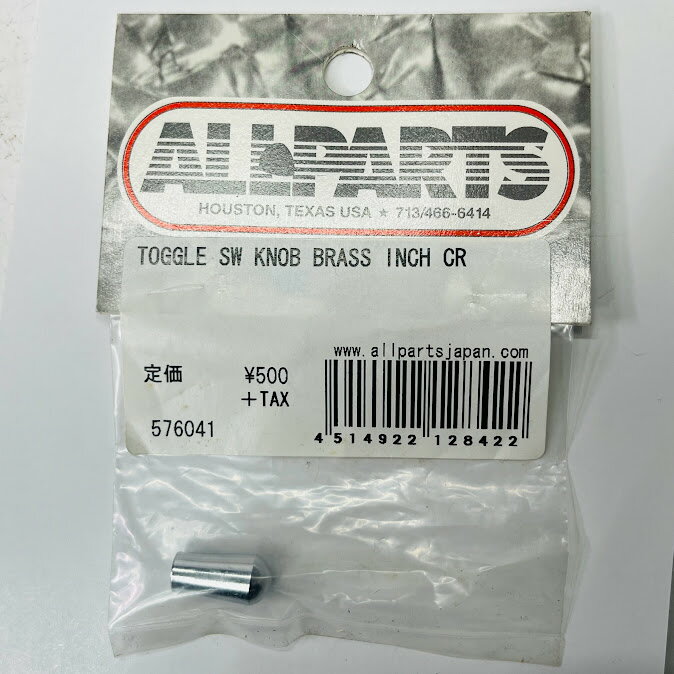 ALLPARTS
HOUSTON, TEXAS USA ★ 713/466-6414
TOGGLE SW KNOB BRASS INCH CR
www.allpartsjapan.com
定価 ¥500
+TAX
576041
4 514922 128422